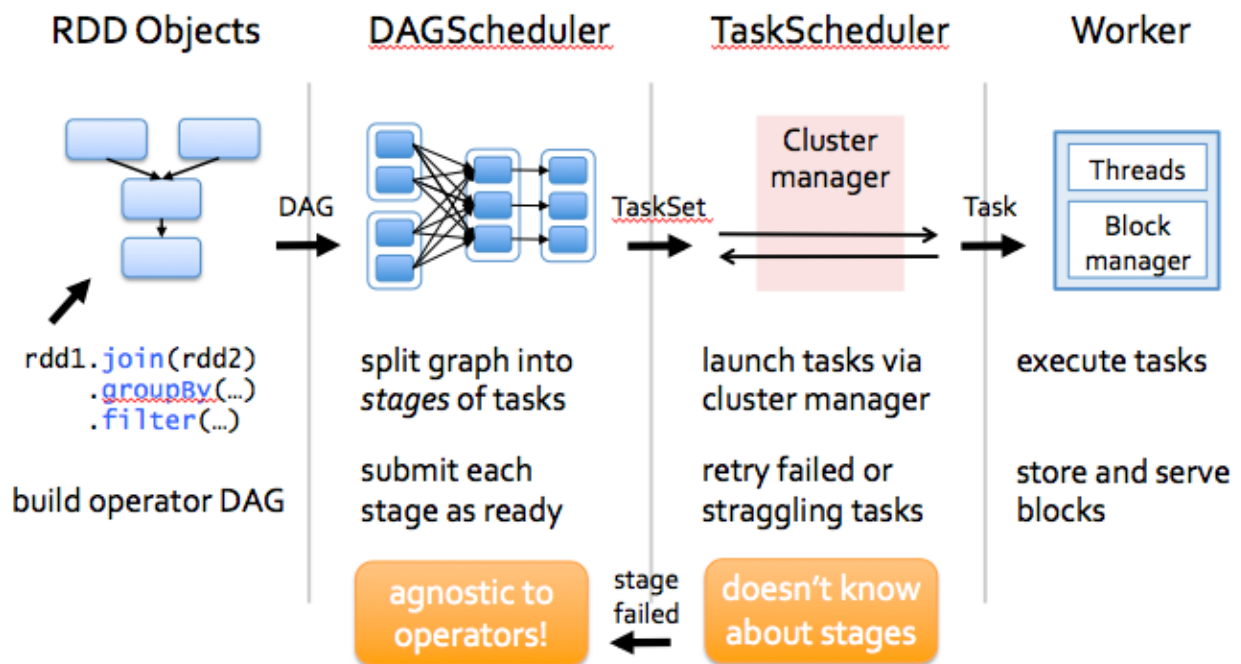 RDD Objects
DAGScheduler
TaskScheduler
Worker
DAG
TaskSet
Cluster
manager
Task
Threads
Block
manager
rdd1.join(rdd2)
.groupBy(…)
.filter(…)
build operator DAG
split graph into
stages of tasks
submit each
stage as ready
launch tasks via
cluster manager
retry failed or
straggling tasks
execute tasks
store and serve
blocks
agnostic to
operators!
stage
failed
doesn't know
about stages